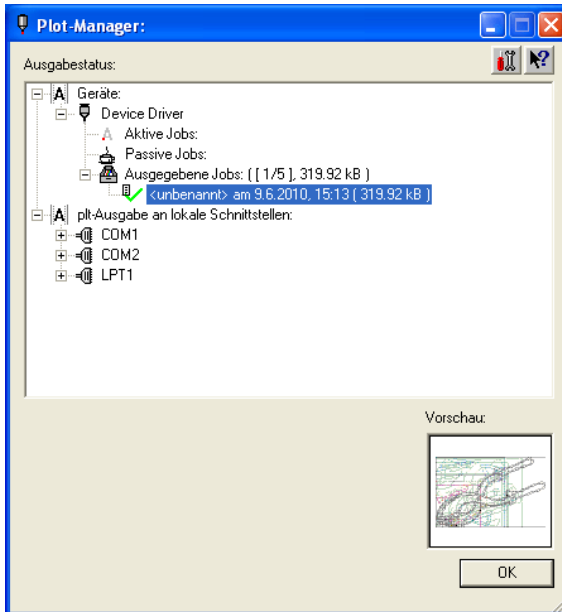 Plot-Manager:
Ausgabestatus:
Geräte:
Device Driver
Aktive Jobs:
Passive Jobs:
Ausgegebene Jobs: ( [ 1/5 ], 319.92 kB )
<unbenannt> am 9.6.2010, 15:13 ( 319.92 kB )
plt-Ausgabe an lokale Schnittstellen:
COM1
COM2
LPT1
Vorschau:
OK